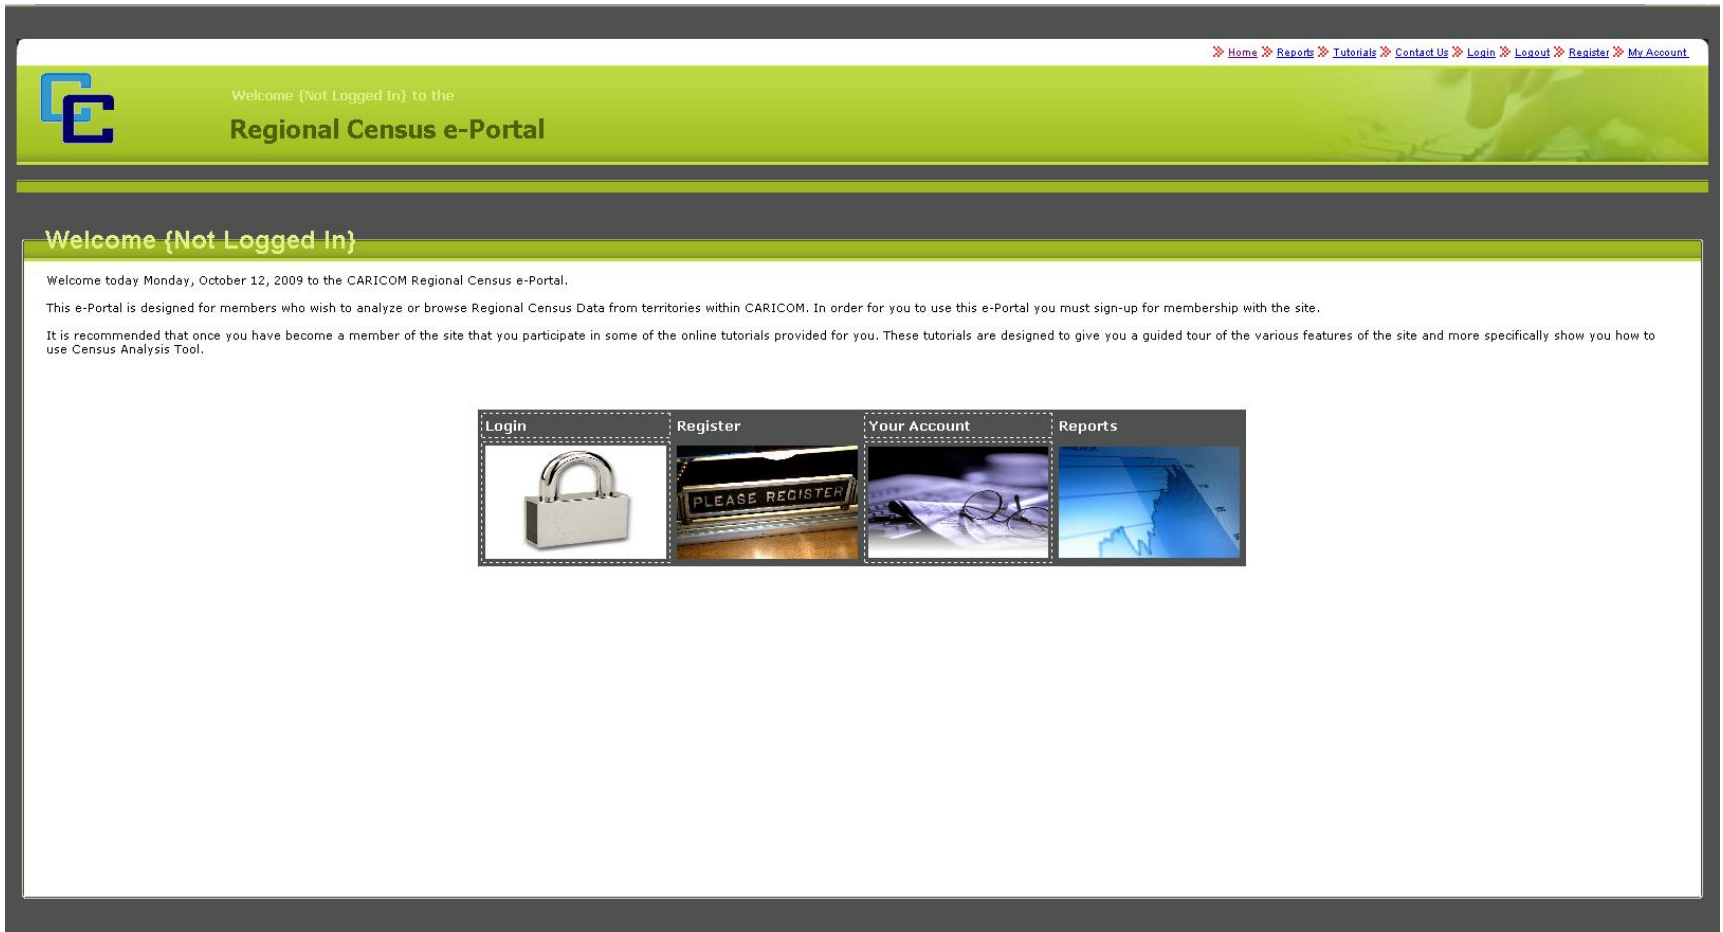 Home Reports Tutorials Contact Us Login Logout Register My Account
Welcome {Not Logged In} to the
Regional Census e-Portal
Welcome {Not Logged In}
Welcome today Monday, October 12, 2009 to the CARICOM Regional Census e-Portal.
This e-Portal is designed for members who wish to analyze or browse Regional Census Data from territories within CARICOM. In order for you to use this e-Portal you must sign-up for membership with the site.
It is recommended that once you have become a member of the site that you participate in some of the online tutorials provided for you. These tutorials are designed to give you a guided tour of the various features of the site and more specifically show you how to
use Census Analysis Tool.
Login Register Your Account Reports
PLEASE REGISTER